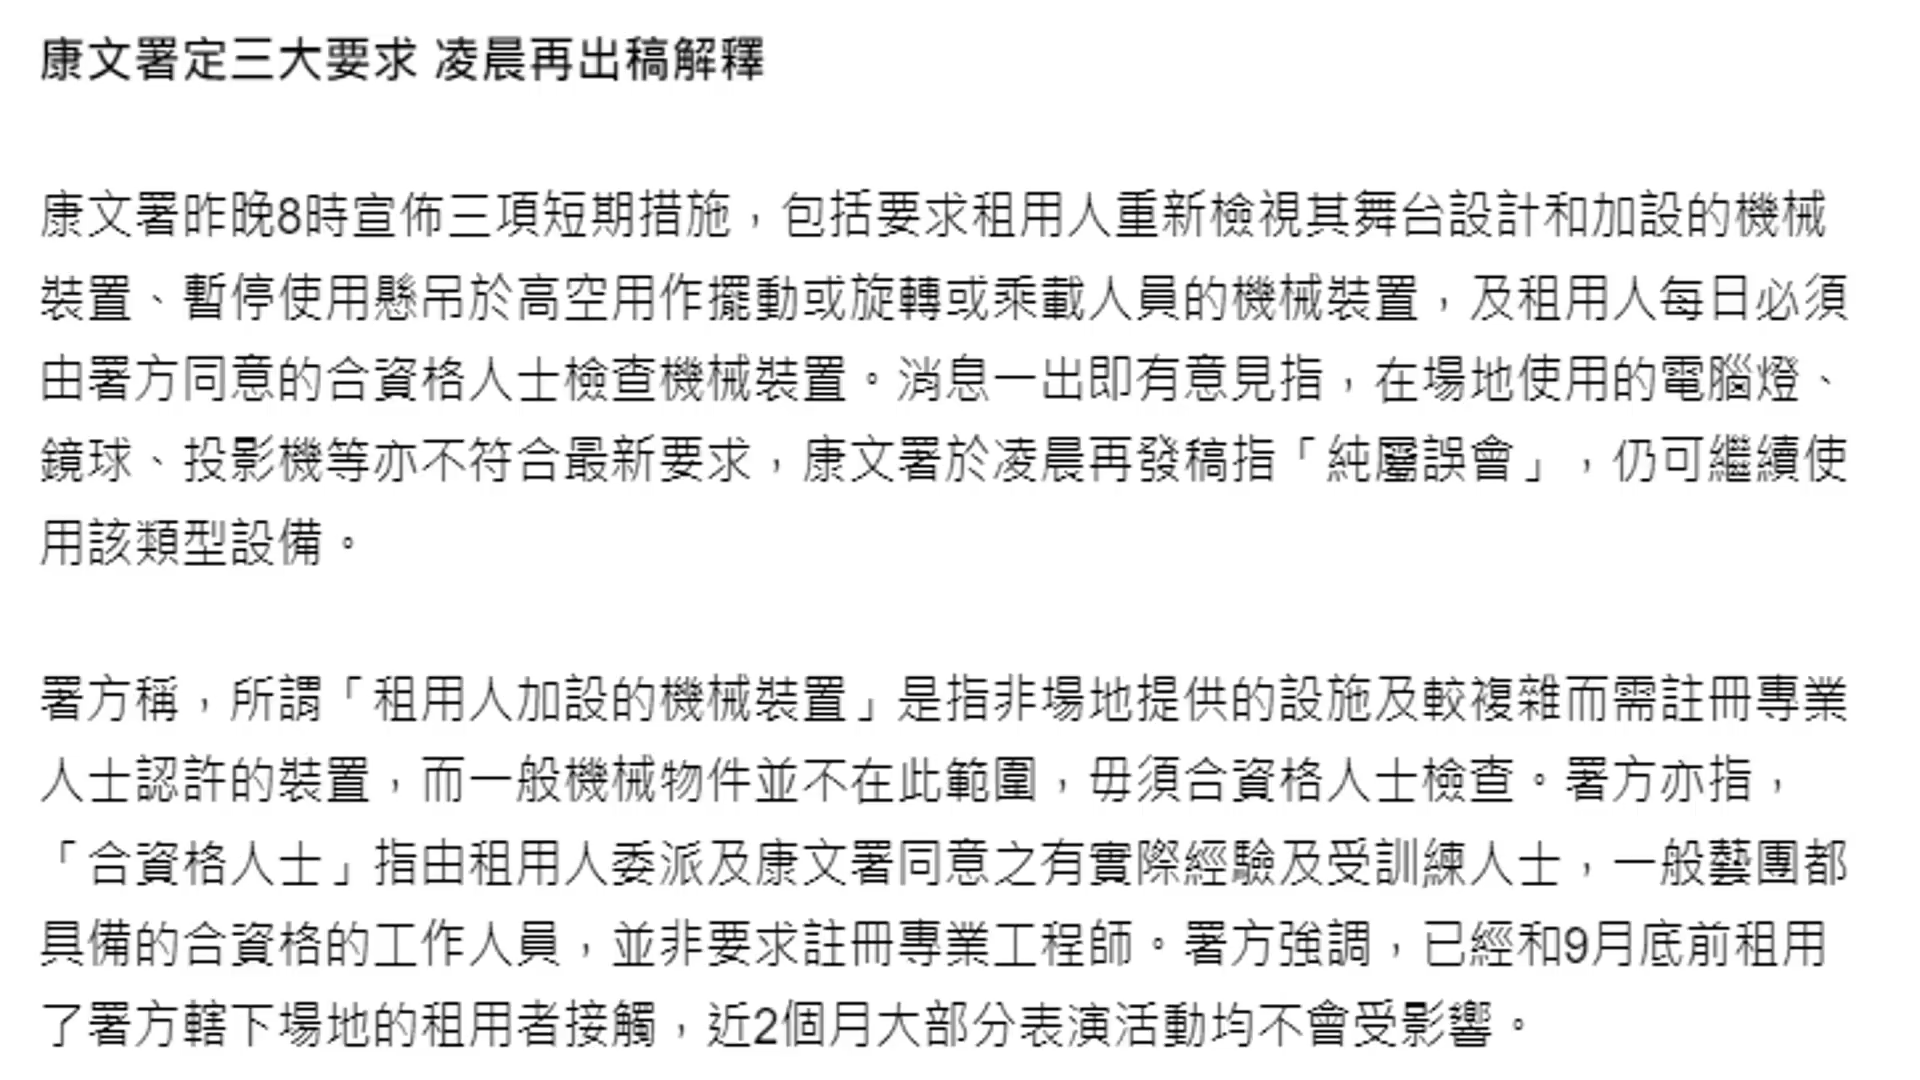 康文署定三大要求 凌晨再出稿解釋
康文署昨晚8時宣佈三項短期措施，包括要求租用人重新檢視其舞台設計和加設的機械
裝置、暫停使用懸吊於高空用作擺動或旋轉或乘載人員的機械裝置，及租用人每日必須
由署方同意的合資格人士檢查機械裝置。消息一出即有意見指，在場地使用的電腦燈、
鏡球、投影機等亦不符合最新要求，康文署於凌晨再發稿指「純屬誤會」，仍可繼續使
用該類型設備。
署方稱，所謂「租用人加設的機械裝置」是指非場地提供的設施及較複雜而需註冊專業
人士認許的裝置，而一般機械物件並不在此範圍，毋須合資格人士檢查。署方亦指，
「合資格人士」指由租用人委派及康文署同意之有實際經驗及受訓練人士，一般藝團都
具備的合資格的工作人員，並非要求註冊專業工程師。署方強調，已經和9月底前租用
了署方轄下場地的租用者接觸，近2個月大部分表演活動均不會受影響。